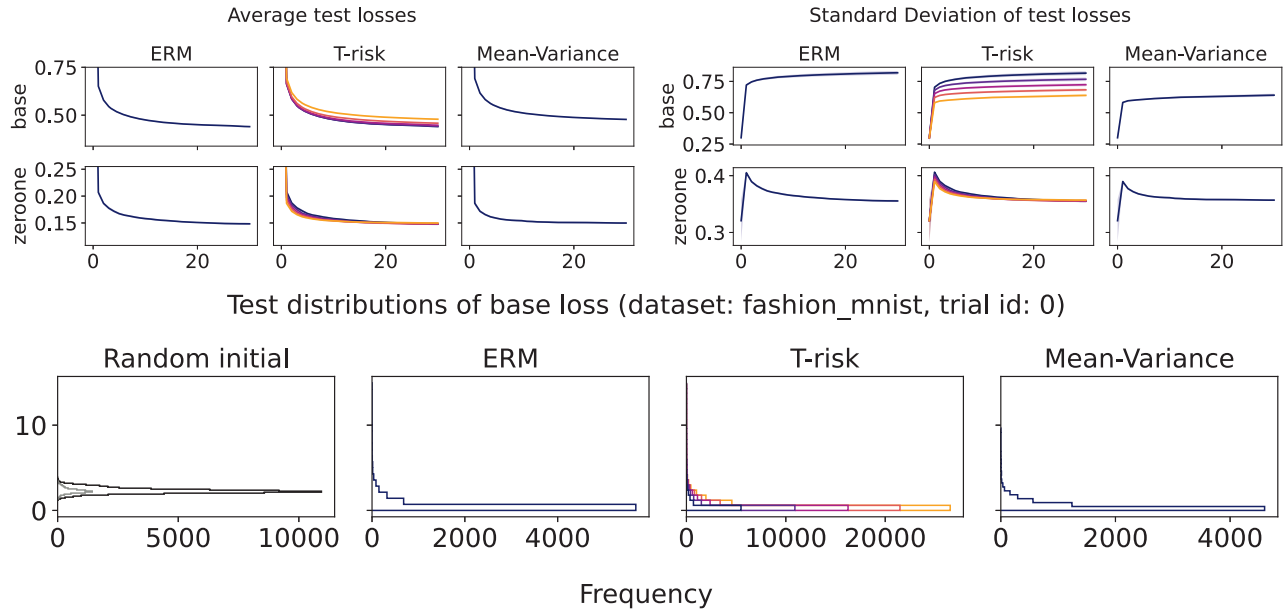 Average test losses
Standard Deviation of test losses
ERM
T-risk
Mean-Variance
ERM
T-risk
Mean-Variance
base
0.75
0.50
base
0.75
0.50
0.25
zeroone
0.25
0.20
0.15
zeroone
0.4
0.3
0 20 0 20 0 20
0 20 0 20 0 20
Test distributions of base loss (dataset: fashion_mnist, trial id: 0)
Random initial
ERM
T-risk
Mean-Variance
10
0
0 5000 10000
0 2000 4000
0 10000 20000
0 2000 4000
Frequency